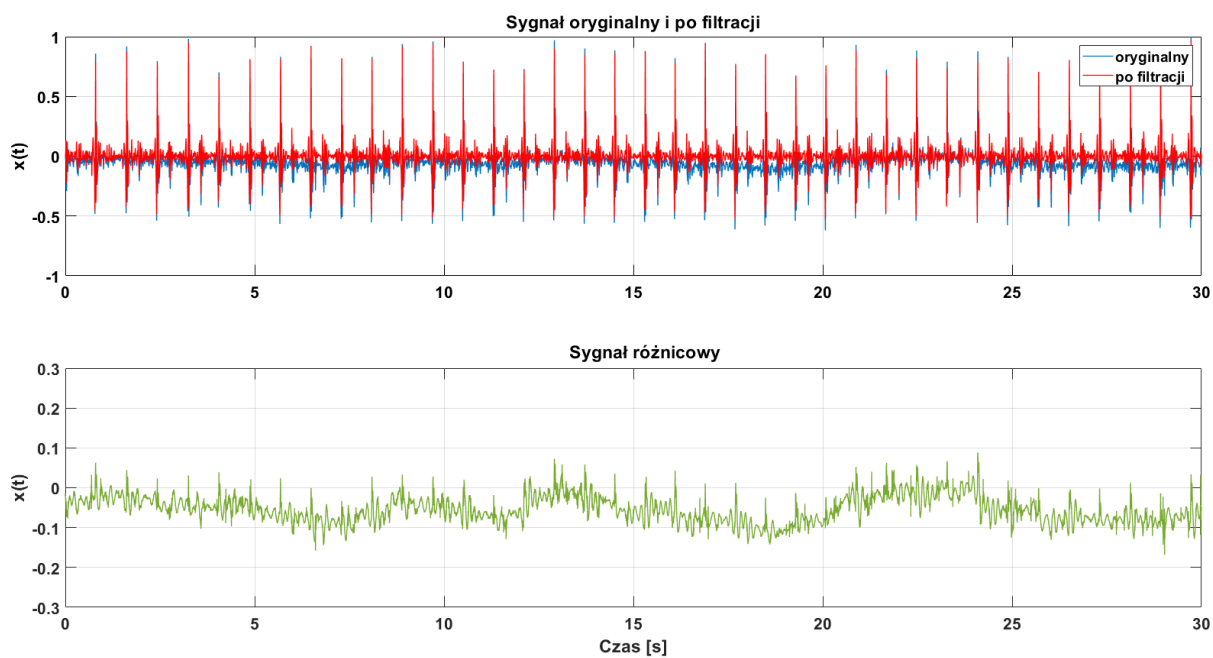 Sygnał oryginalny i po filtracji
1
0.5
0
-0.5
-1
x(t)
oryginalny
po filtracji
0 5 10 15 20 25 30
Sygnał różnicowy
0.3
0.2
0.1
0
-0.1
-0.2
-0.3
x(t)
0 5 10 15 20 25 30
Czas [s]